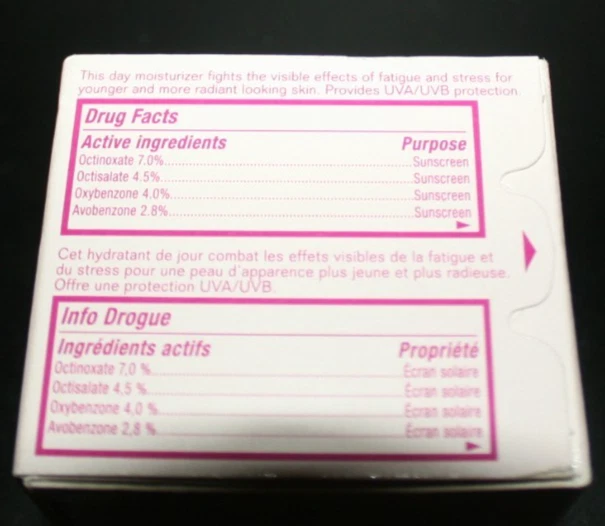 This day moisturizer fights the visible effects of fatigue and stress for
younger and more radiant looking skin. Provides UVA/UVB protection.
Drug Facts
Active ingredients Purpose
Octinoxate 7.0%............Sunscreen
Octisalate 4.5%............Sunscreen
Oxybenzone 4.0%............Sunscreen
Avobenzone 2.8%............Sunscreen
Cet hydratant de jour combat les effets visibles de la fatigue et
du stress pour une peau d'apparence plus jeune et plus radieuse.
Offre une protection UVA/UVB.
Info Drogue
Ingrédients actifs Propriété
Octinoxate 7,0 %............Écran solaire
Octisalate 4,5 %............Écran solaire
Oxybenzone 4,0 %............Écran solaire
Avobenzone 2,8 %............Écran solaire